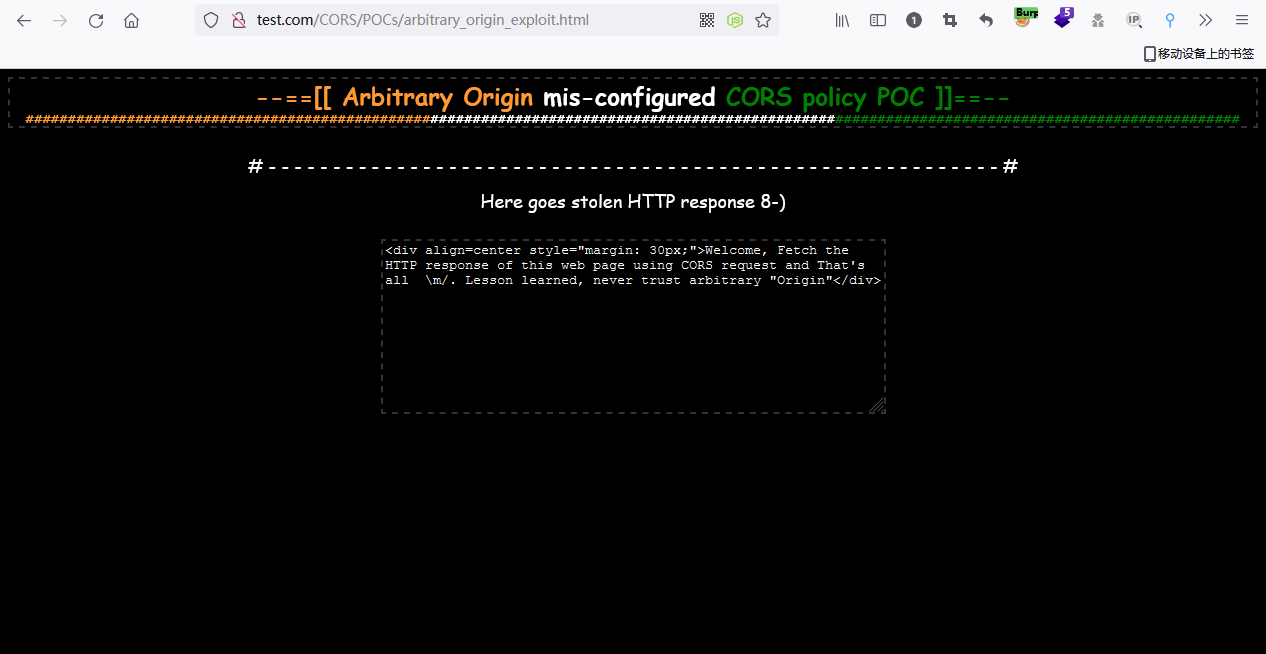 test.com/CORS/POCs/arbitrary_origin_exploit.html
1
Burp
5
IP
移动设备上的书签
--==[[ Arbitrary Origin mis-configured CORS policy POC ]]==--
#---------------------------------------------------------#
Here goes stolen HTTP response 8-)
<div align=center style="margin: 30px;">Welcome, Fetch the
HTTP response of this web page using CORS request and That's
all  \m/. Lesson learned, never trust arbitrary "Origin"</div>